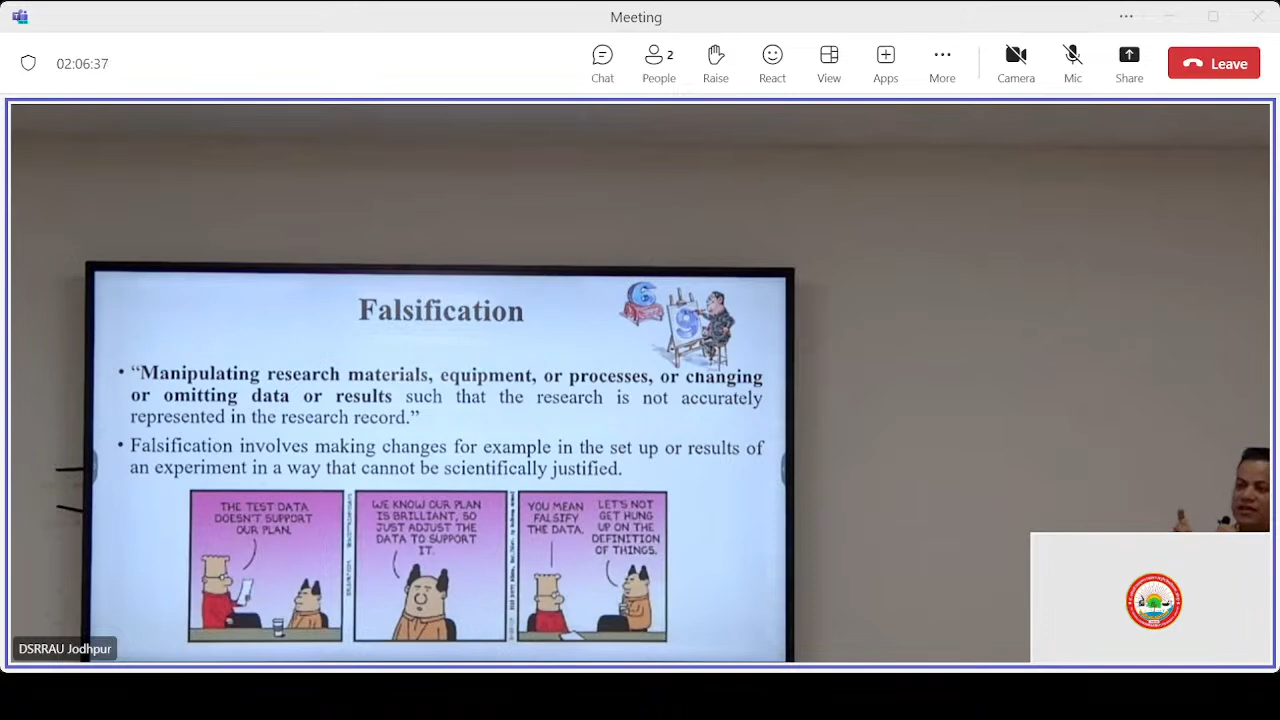 Meeting
02:06:37
2
Chat
People
Raise
React
View
Apps
More
Camera
Mic
Share
Leave
Falsification
6
9
• “Manipulating research materials, equipment, or processes, or changing
or omitting data or results such that the research is not accurately
represented in the research record.”
• Falsification involves making changes for example in the set up or results of
an experiment in a way that cannot be scientifically justified.
THE TEST DATA
DOESN'T SUPPORT
OUR PLAN.
WE KNOW OUR PLAN
IS BRILLIANT, SO
JUST ADJUST THE
DATA TO SUPPORT
IT.
YOU MEAN
FALSIFY
THE DATA.
LET'S NOT
GET HUNG
UP ON THE
DEFINITION
OF THINGS.
DSRRAU Jodhpur